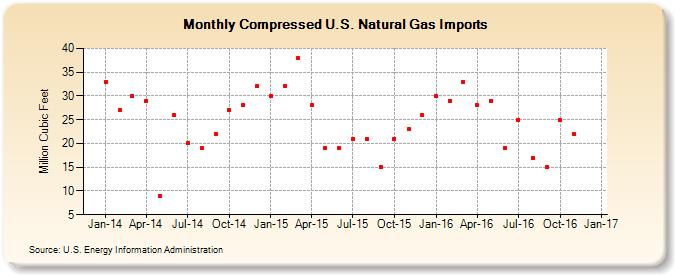 Monthly Compressed U.S. Natural Gas Imports
Million Cubic Feet
40
35
30
25
20
15
10
5
Jan-14 Apr-14 Jul-14 Oct-14 Jan-15 Apr-15 Jul-15 Oct-15 Jan-16 Apr-16 Jul-16 Oct-16 Jan-17
Source: U.S. Energy Information Administration